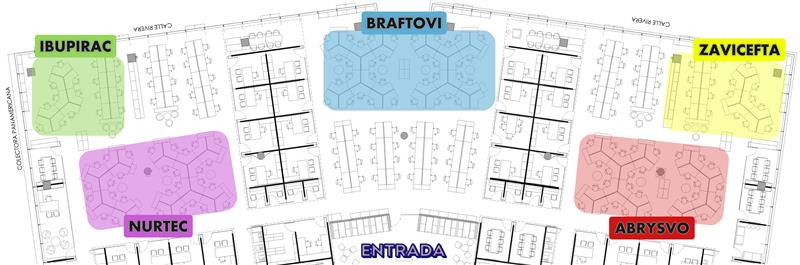 CALLE RIVERA
BRAFTOVI
CALLE RIVERA
IBUPIRAC
ZAVICEFTA
COLECTORA PANAMERICANA
NURTEC
ABRYSVO
ENTRADA